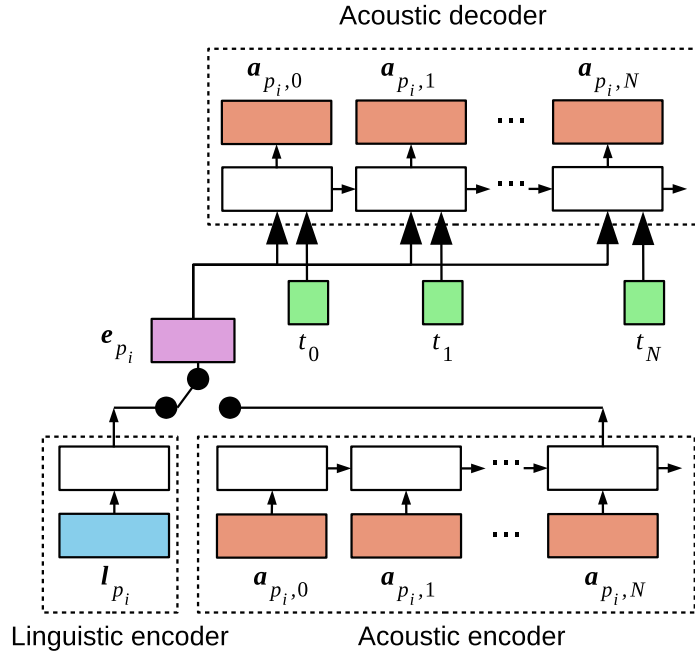 Acoustic decoder
a_{p_i,0} a_{p_i,1} a_{p_i,N}
...
...
e_{p_i} t_0 t_1 t_N
...
...
l_{p_i} a_{p_i,0} a_{p_i,1} a_{p_i,N}
Linguistic encoder Acoustic encoder